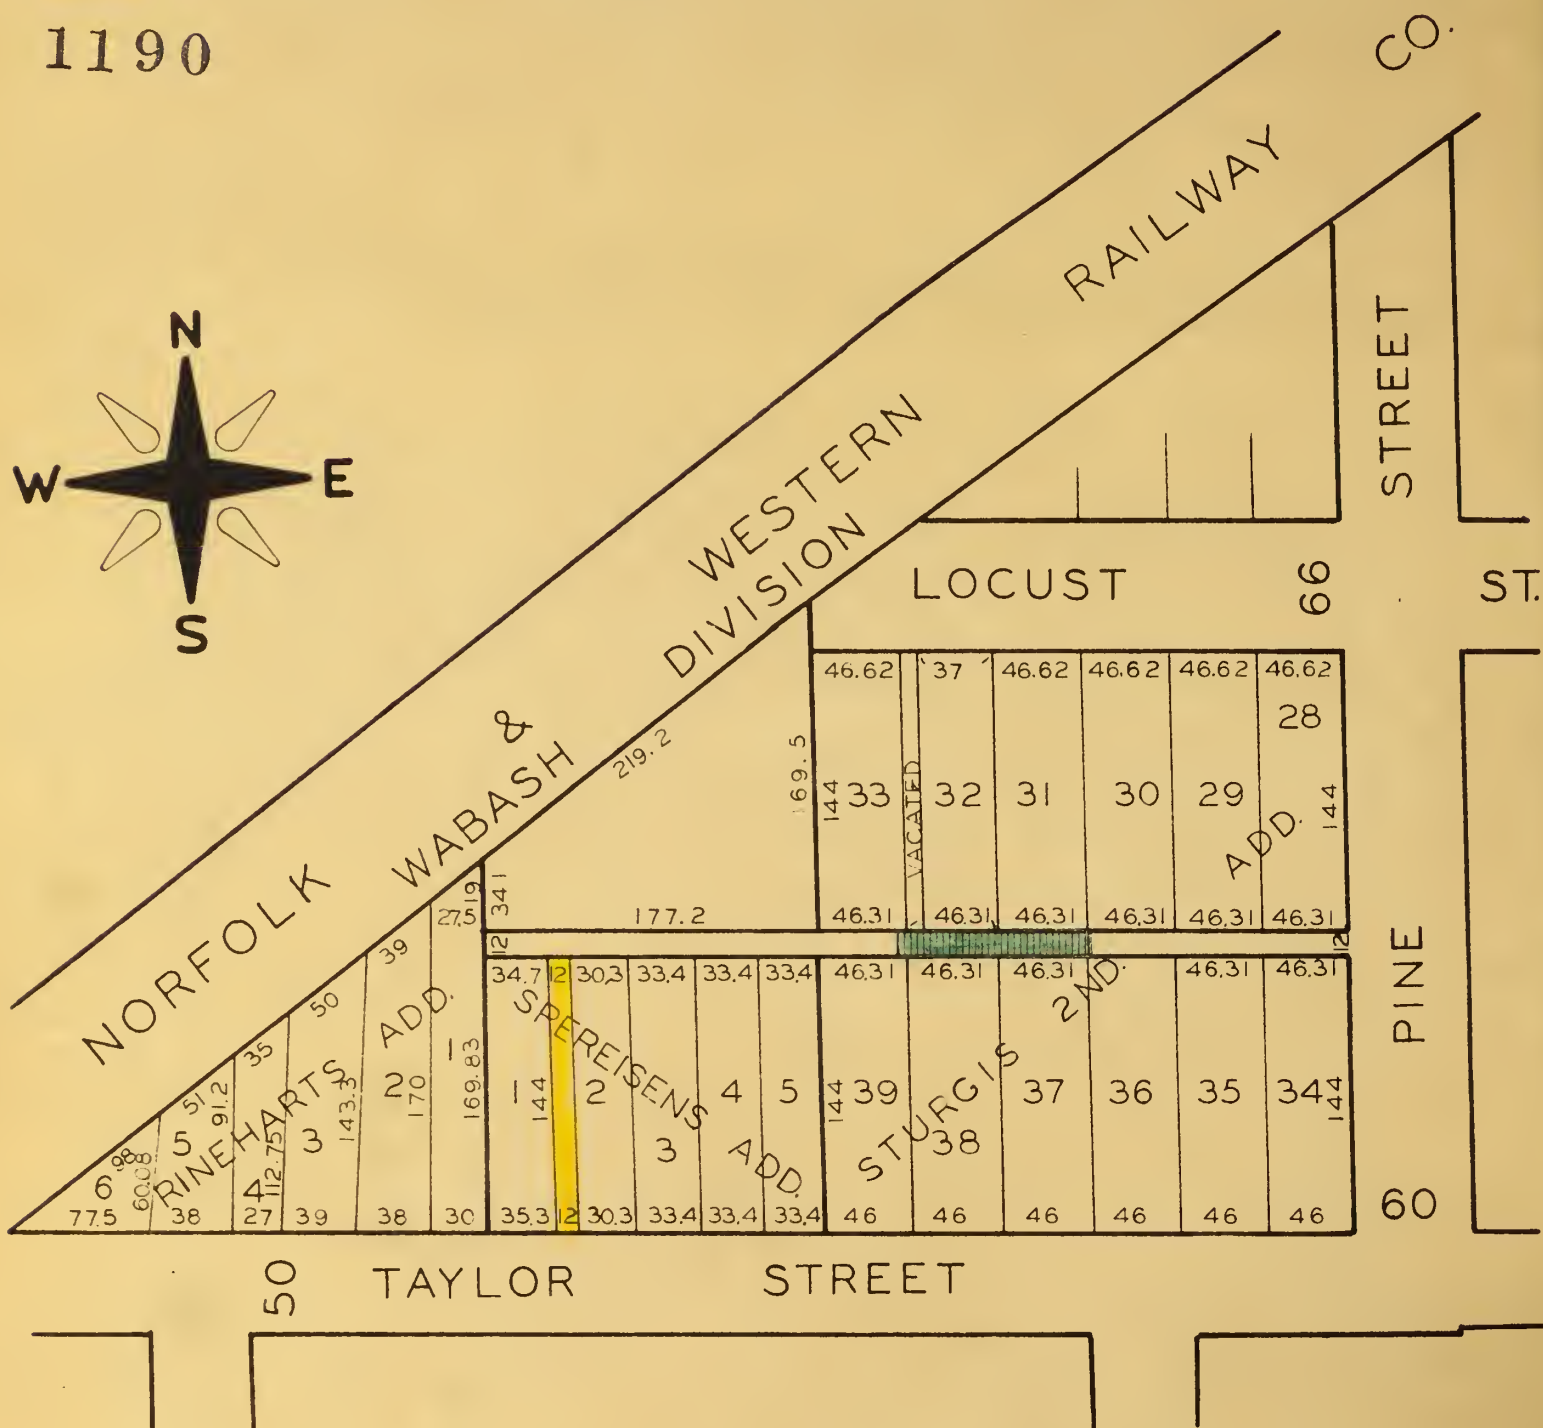 1190
CO.
RAILWAY
WESTERN
DIVISION
&
WABASH
NORFOLK
N
W E
S
STREET
LOCUST 66 ST.
46.62 37 46.62 46.62 46.62 46.62
28
219.2
169.5
144 33 VACATED 32 31 30 29 144
ADD.
19 341
27.5 177.2 46.31 46.31 46.31 46.31 46.31 46.31
12 12
39
34.7 12 30.3 33.4 33.4 33.4 46.31 46.31 46.31 46.31 46.31
50
35
51
98
RINEHARTS ADD.
SPEREISENS ADD.
STURGIS 2ND.
PINE
60.08 91.2 112.75 143.3 170 169.83 144 144 144
6 5 4 3 2 1 1 2 3 4 5 39 38 37 36 35 34
77.5 38 27 39 38 30 35.3 12 30.3 33.4 33.4 33.4 46 46 46 46 46 46
60
50 TAYLOR STREET